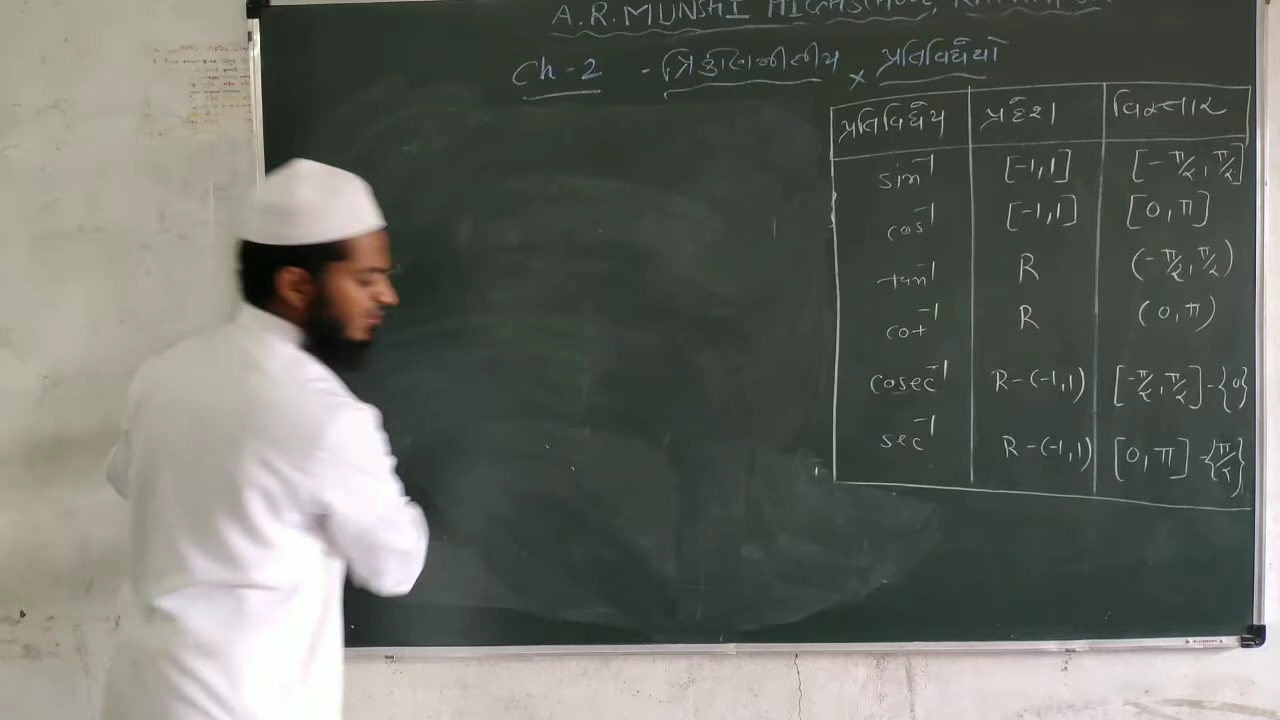 A.R. MUNSHI HIGHSCHOOL,
Ch-2 - ત્રિકોણમિતીય પ્રતિવિધેયો
પ્રતિવિધેય પ્રદેશ વિસ્તાર
sin⁻¹ [-1,1] [-π/2, π/2]
cos⁻¹ [-1,1] [0,π]
tan⁻¹ R (-π/2, π/2)
cot⁻¹ R (0,π)
cosec⁻¹ R-(-1,1) [-π/2, π/2]-{0}
sec⁻¹ R-(-1,1) [0,π]-{π/2}